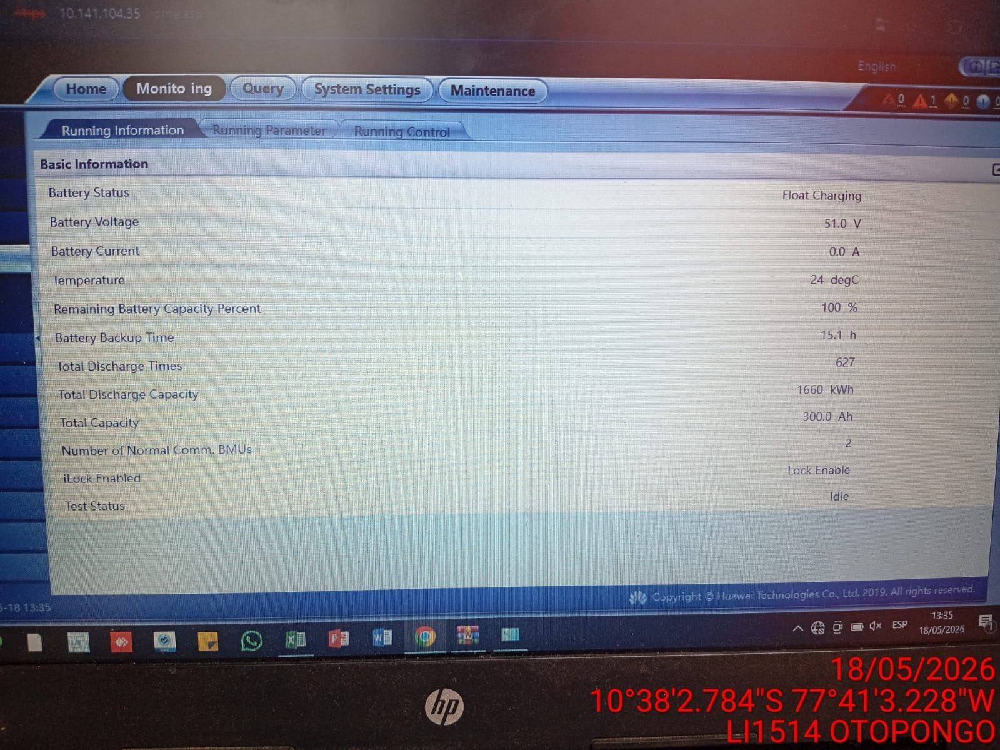 https 10.141.104.35 home.asp
English
Home Monito ing Query System Settings Maintenance
0 1 0 0
Running Information Running Parameter Running Control
Basic Information
Battery Status Float Charging
Battery Voltage 51.0 V
Battery Current 0.0 A
Temperature 24 degC
Remaining Battery Capacity Percent 100 %
Battery Backup Time 15.1 h
Total Discharge Times 627
Total Discharge Capacity 1660 kWh
Total Capacity 300.0 Ah
Number of Normal Comm. BMUs 2
iLock Enabled Lock Enable
Test Status Idle
Copyright © Huawei Technologies Co., Ltd. 2019. All rights reserved.
5-18 13:35
ESP
13:35
18/05/2026
1
hp
18/05/2026
10°38'2.784"S 77°41'3.228"W
LI1514 OTOPONGO